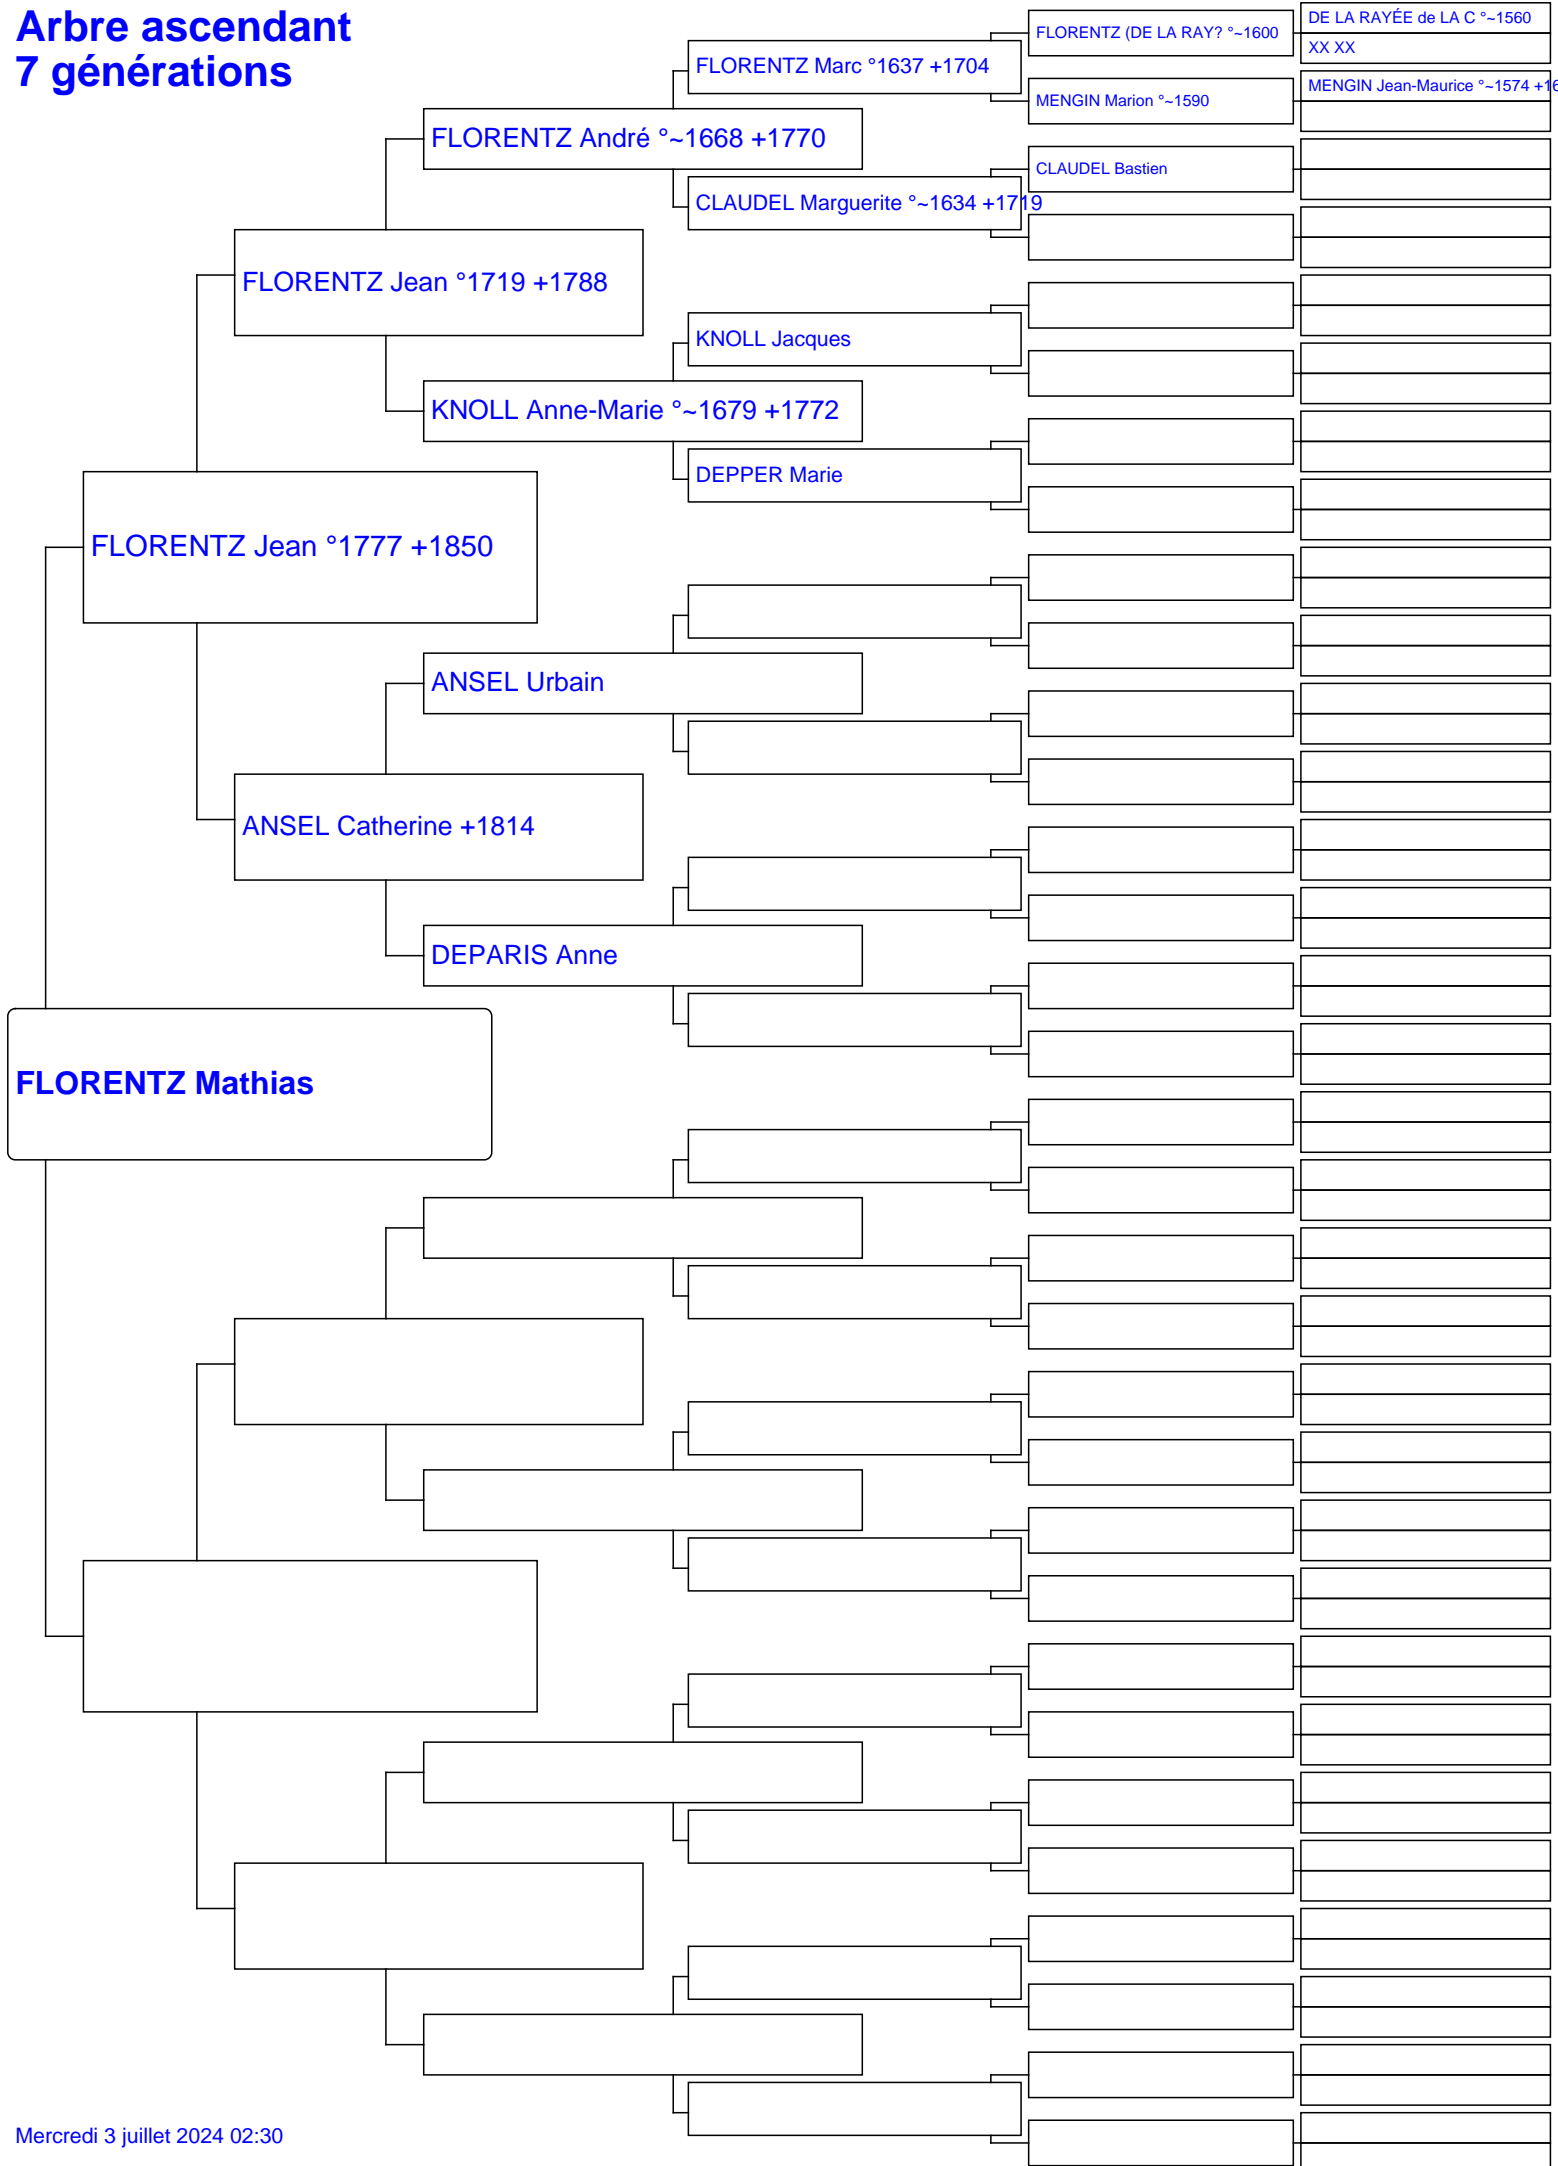 Arbre ascendant
7 générations
FLORENTZ (DE LA RAY? °~1600
DE LA RAYÉE de LA C °~1560
XX XX
FLORENTZ Marc °1637 +1704
MENGIN Marion °~1590
MENGIN Jean-Maurice °~1574 +16
FLORENTZ André °~1668 +1770
CLAUDEL Bastien
CLAUDEL Marguerite °~1634 +1719
FLORENTZ Jean °1719 +1788
KNOLL Jacques
KNOLL Anne-Marie °~1679 +1772
DEPPER Marie
FLORENTZ Jean °1777 +1850
ANSEL Urbain
ANSEL Catherine +1814
DEPARIS Anne
FLORENTZ Mathias
Mercredi 3 juillet 2024 02:30